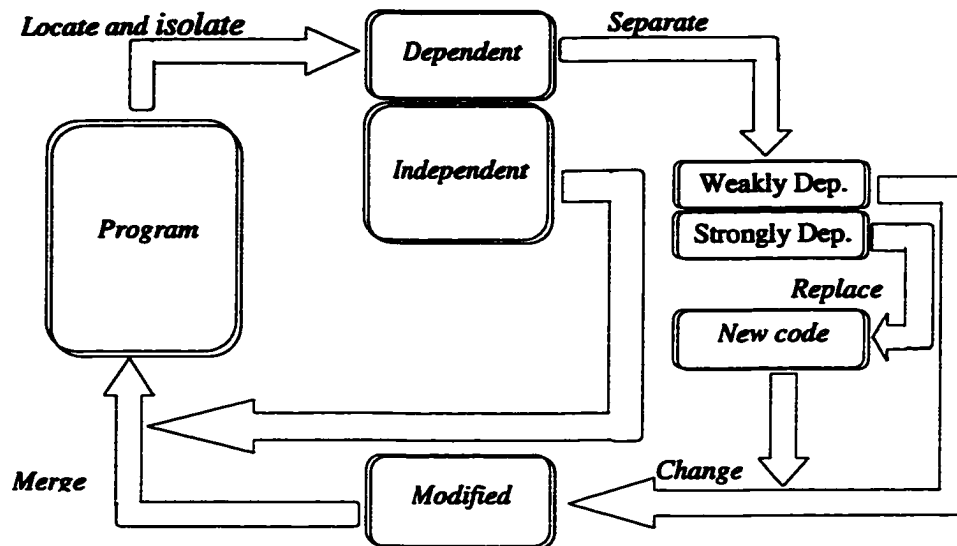 Locate and isolate
Separate
Dependent
Independent
Program
Weakly Dep.
Strongly Dep.
Replace
New code
Change
Merge
Modified